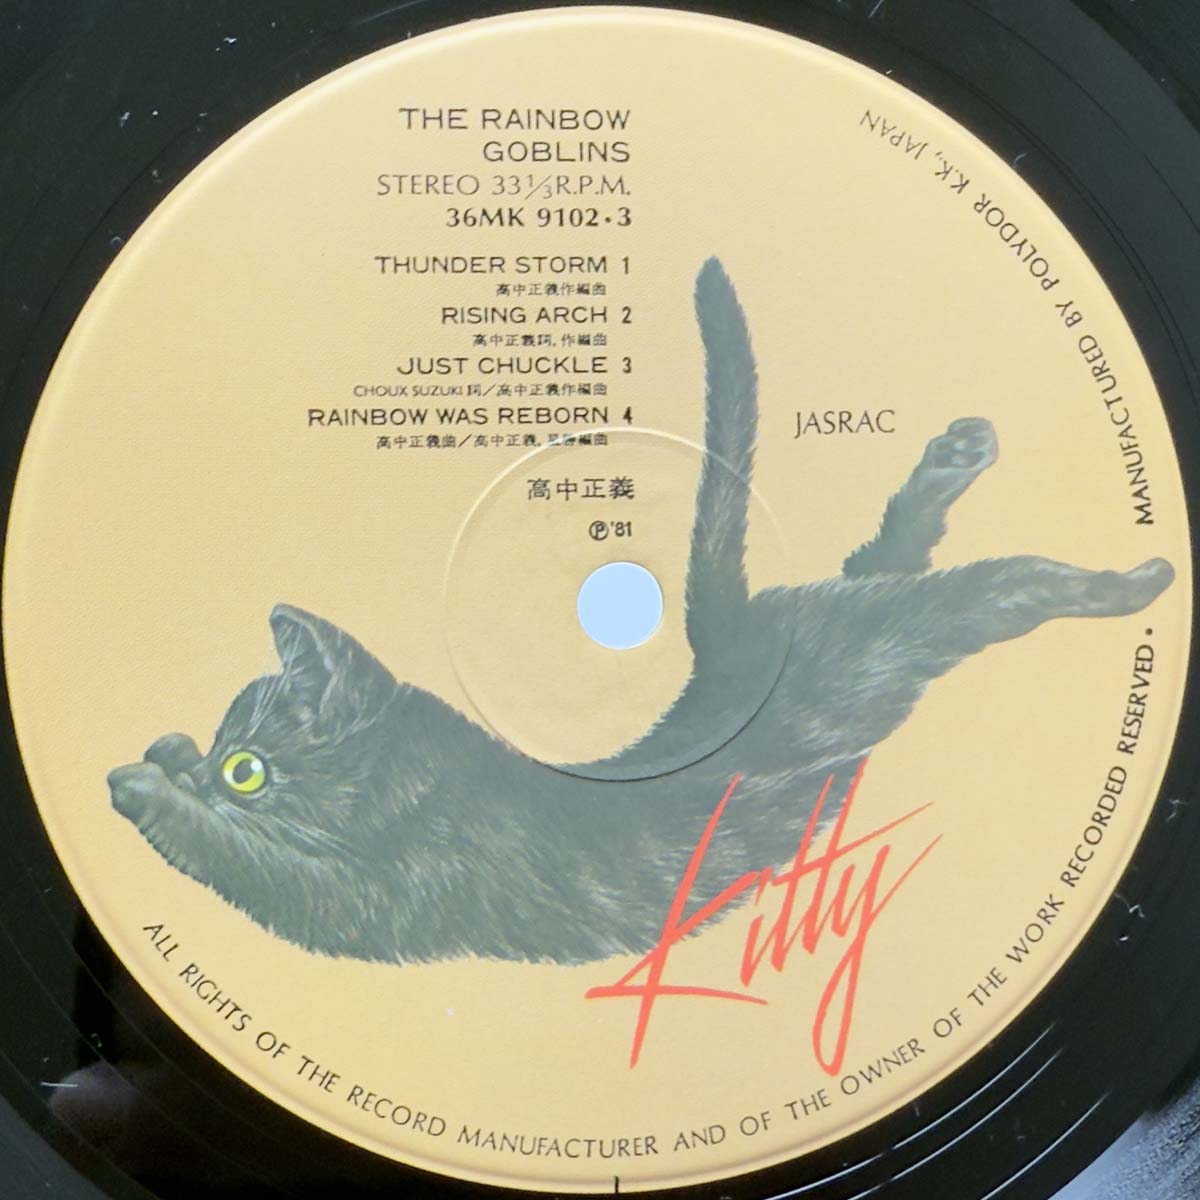 THE RAINBOW
GOBLINS
STEREO 33 1/3 R.P.M.
36MK 9102・3
THUNDER STORM 1
高中正義作編曲
RISING ARCH 2
高中正義詞, 作編曲
JUST CHUCKLE 3
CHOUX SUZUKI 詞／高中正義作編曲
RAINBOW WAS REBORN 4
高中正義曲／高中正義, 星勝編曲
高中正義
Ⓟ'81
JASRAC
Kitty
ALL RIGHTS OF THE RECORD MANUFACTURER AND OF THE OWNER OF THE WORK RECORDED RESERVED. MANUFACTURED BY POLYDOR K.K., JAPAN